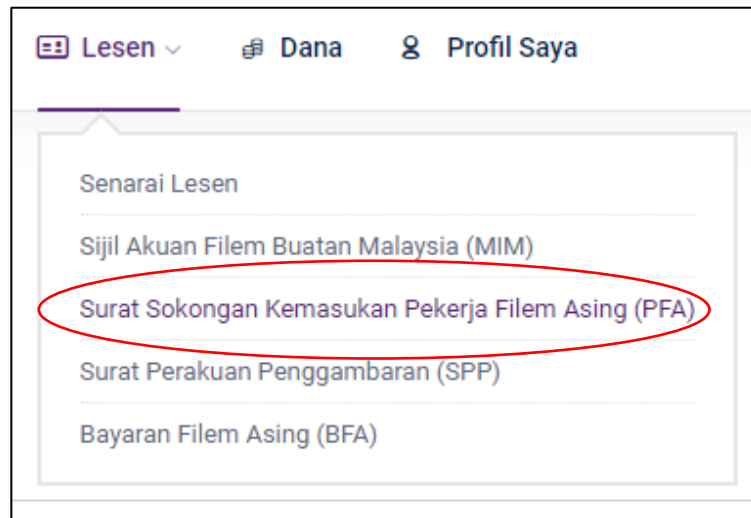 Lesen Dana Profil Saya
Senarai Lesen
Sijil Akuan Filem Buatan Malaysia (MIM)
Surat Sokongan Kemasukan Pekerja Filem Asing (PFA)
Surat Perakuan Penggambaran (SPP)
Bayaran Filem Asing (BFA)